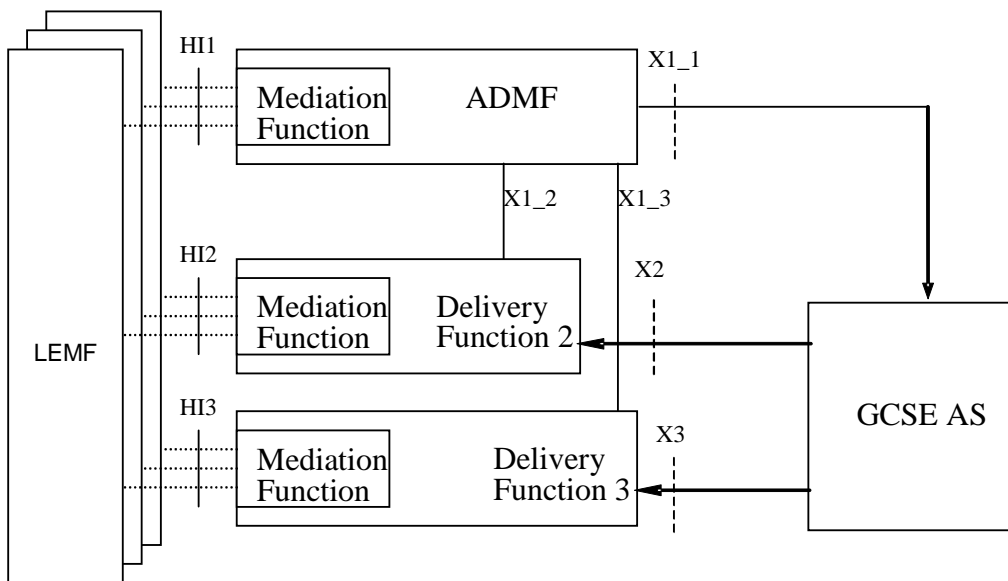 HI1
X1_1
Mediation
Function
ADMF
X1_2
X1_3
HI2
X2
Mediation
Function
Delivery
Function 2
LEMF
GCSE AS
HI3
X3
Mediation
Function
Delivery
Function 3